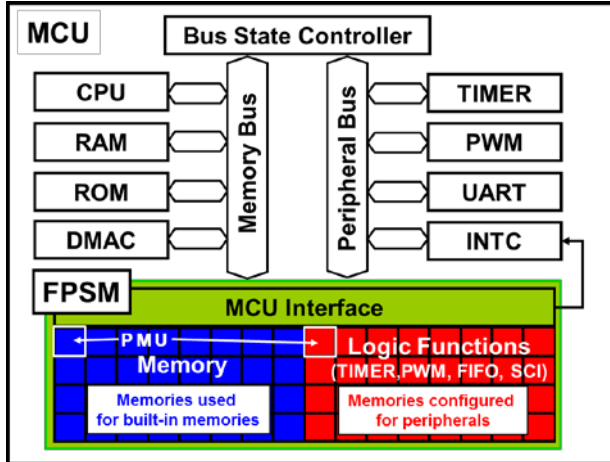 MCU
Bus State Controller
CPU
RAM
ROM
DMAC
Memory Bus
Peripheral Bus
TIMER
PWM
UART
INTC
FPSM
MCU Interface
PMU
Memory
Memories used
for built-in memories
Logic Functions
(TIMER,PWM, FIFO, SCI)
Memories configured
for peripherals